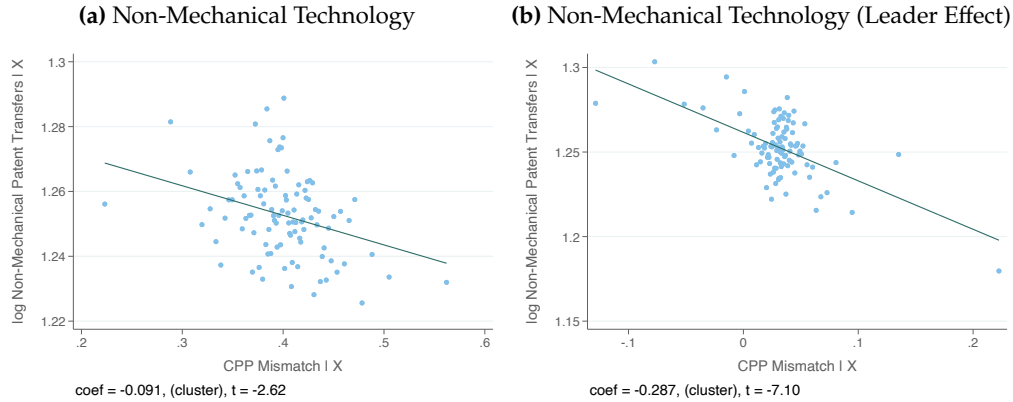 (a) Non-Mechanical Technology
log Non-Mechanical Patent Transfers | X
1.3
1.28
1.26
1.24
1.22
.2 .3 .4 .5 .6
CPP Mismatch | X
coef = -0.091, (cluster), t = -2.62
(b) Non-Mechanical Technology (Leader Effect)
log Non-Mechanical Patent Transfers | X
1.3
1.25
1.2
1.15
-.1 0 .1 .2
CPP Mismatch | X
coef = -0.287, (cluster), t = -7.10